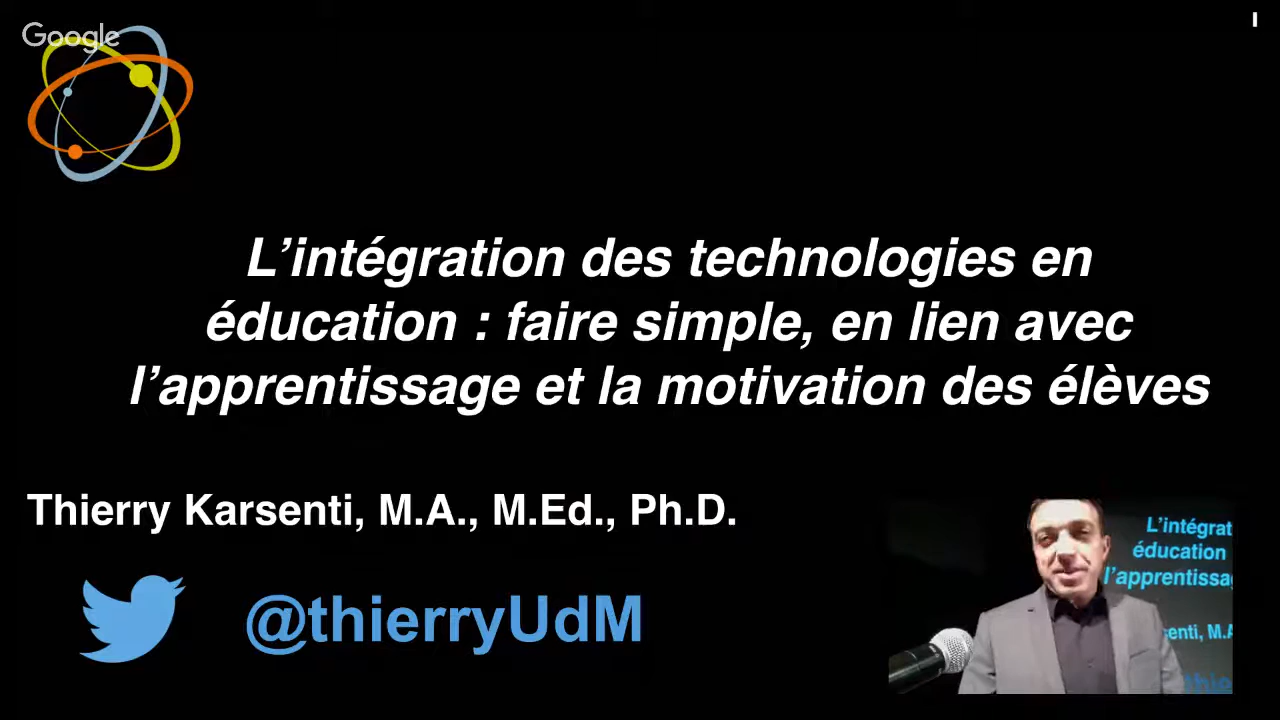 Google
L’intégration des technologies en
éducation : faire simple, en lien avec
l’apprentissage et la motivation des élèves
Thierry Karsenti, M.A., M.Ed., Ph.D.
@thierryUdM
L’intégrat
éducation
l’apprentissag
senti, M.A
thie